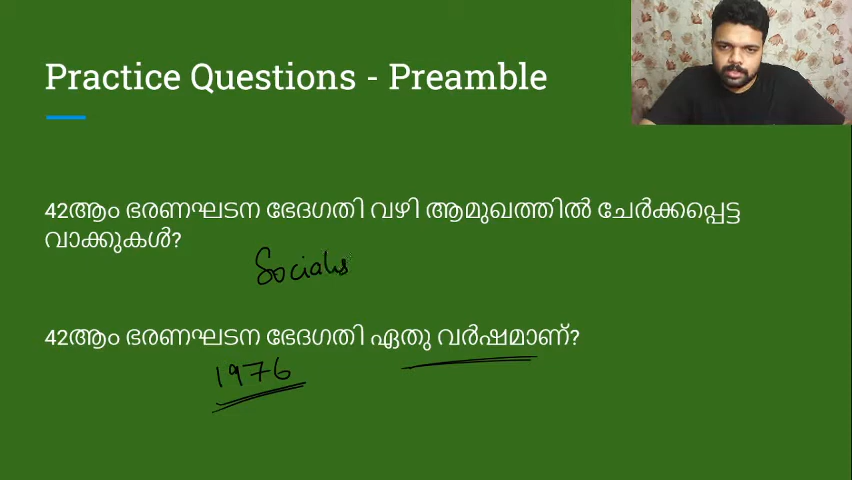 Practice Questions - Preamble
42ആം ഭരണഘടന ഭേദഗതി വഴി ആമുഖത്തിൽ ചേർക്കപ്പെട്ട
വാക്കുകൾ?
Socialis
42ആം ഭരണഘടന ഭേദഗതി ഏതു വർഷമാണ്?
1976